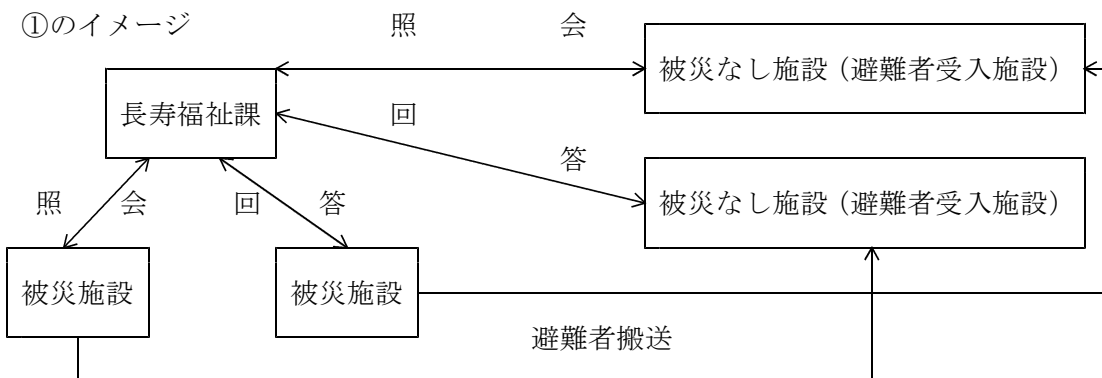 ①のイメージ
照 会
被災なし施設（避難者受入施設）
長寿福祉課
回
答
被災なし施設（避難者受入施設）
照 会 回 答
被災施設
被災施設
避難者搬送